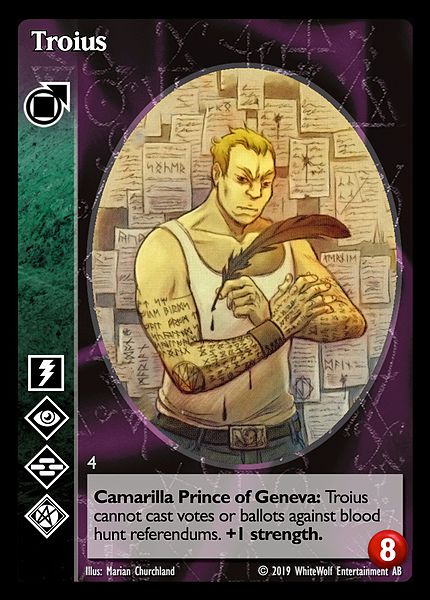 Troius
4
Camarilla Prince of Geneva: Troius
cannot cast votes or ballots against blood
hunt referendums. +1 strength.
8
Illus: Marian Churchland
© 2019 WhiteWolf Entertainment AB